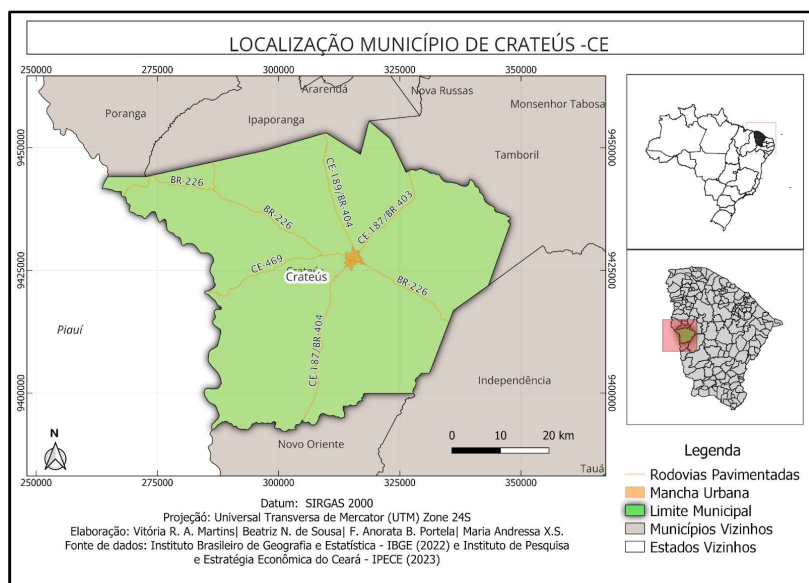 LOCALIZAÇÃO MUNICÍPIO DE CRATEÚS -CE
250000 275000 300000 325000 350000
Ararendá
Nova Russas
Poranga
Ipaporanga
Monsenhor Tabosa
9450000
9450000
Tamboril
BR-226
CE-189/BR-404
CE-187/BR-403
BR-226
CE-469
Crateús
BR-226
9425000
9425000
Piauí
CE-187/BR-404
9400000
9400000
Independência
Novo Oriente
Tauá
N
0 10 20 km
250000 275000 300000 325000 350000
Legenda
Rodovias Pavimentadas
Mancha Urbana
Limite Municipal
Municípios Vizinhos
Estados Vizinhos
Datum: SIRGAS 2000
Projeção: Universal Transversa de Mercator (UTM) Zone 24S
Elaboração: Vitória R. A. Martins| Beatriz N. de Sousa| F. Anorata B. Portela| Maria Andressa X.S.
Fonte de dados: Instituto Brasileiro de Geografia e Estatística - IBGE (2022) e Instituto de Pesquisa
e Estratégia Econômica do Ceará - IPECE (2023)